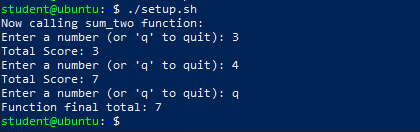 student@ubuntu: $ ./setup.sh
Now calling sum_two function:
Enter a number (or 'q' to quit): 3
Total Score: 3
Enter a number (or 'q' to quit): 4
Total Score: 7
Enter a number (or 'q' to quit): q
Function final total: 7
student@ubuntu: $